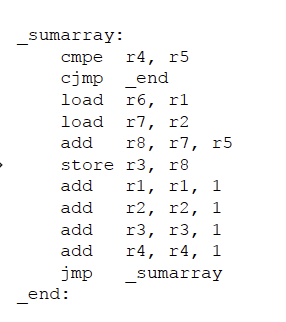 _sumarray:
cmpe r4, r5
cjmp _end
load r6, r1
load r7, r2
add r8, r7, r5
store r3, r8
add r1, r1, 1
add r2, r2, 1
add r3, r3, 1
add r4, r4, 1
jmp _sumarray
_end: